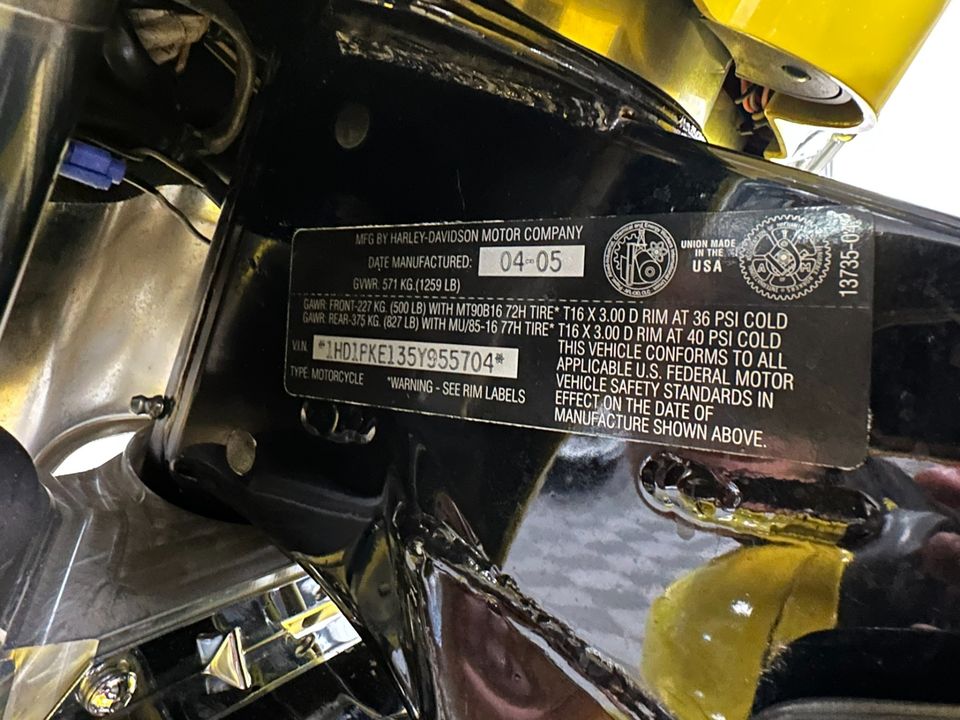 MFG BY HARLEY-DAVIDSON MOTOR COMPANY
DATE MANUFACTURED: 04-05
GVWR: 571 KG.(1259 LB)
UNION MADE
IN THE
USA
13735-04
GAWR: FRONT-227 KG. (500 LB) WITH MT90B16 72H TIRE* T16 X 3.00 D RIM AT 36 PSI COLD
GAWR: REAR-375 KG. (827 LB) WITH MU/85-16 77H TIRE* T16 X 3.00 D RIM AT 40 PSI COLD
V.I.N. *1HD1PKE135Y955704*
TYPE: MOTORCYCLE *WARNING - SEE RIM LABELS
THIS VEHICLE CONFORMS TO ALL
APPLICABLE U.S. FEDERAL MOTOR
VEHICLE SAFETY STANDARDS IN
EFFECT ON THE DATE OF
MANUFACTURE SHOWN ABOVE.